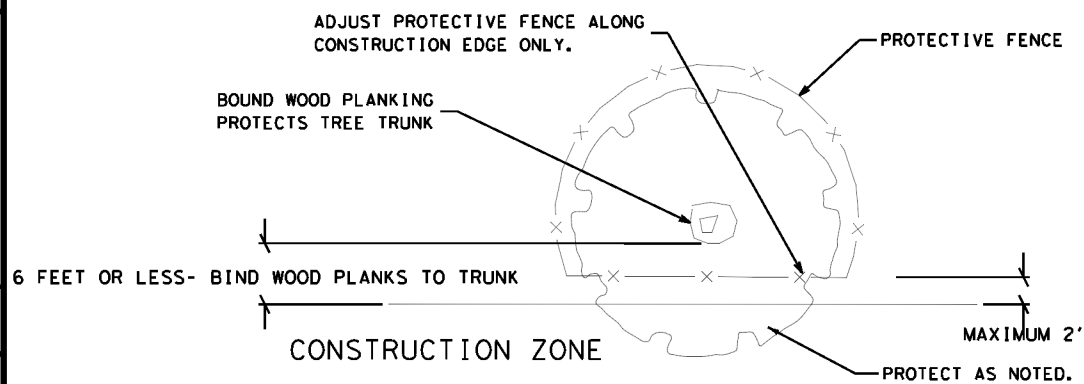 ADJUST PROTECTIVE FENCE ALONG
CONSTRUCTION EDGE ONLY.
PROTECTIVE FENCE
BOUND WOOD PLANKING
PROTECTS TREE TRUNK
6 FEET OR LESS- BIND WOOD PLANKS TO TRUNK
MAXIMUM 2'
CONSTRUCTION ZONE
PROTECT AS NOTED.